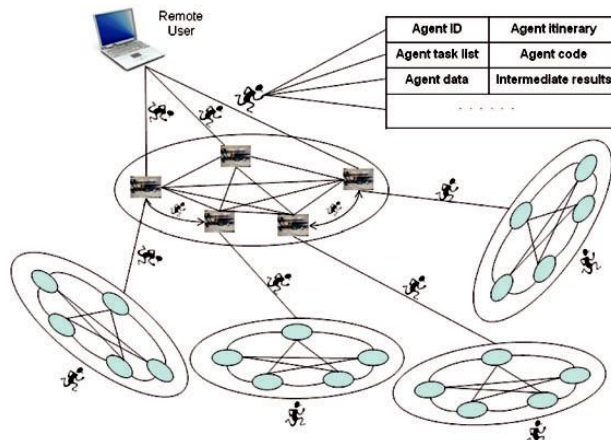 Remote
User
Agent ID
Agent itinerary
Agent task list
Agent code
Agent data
Intermediate results
. . . . . .